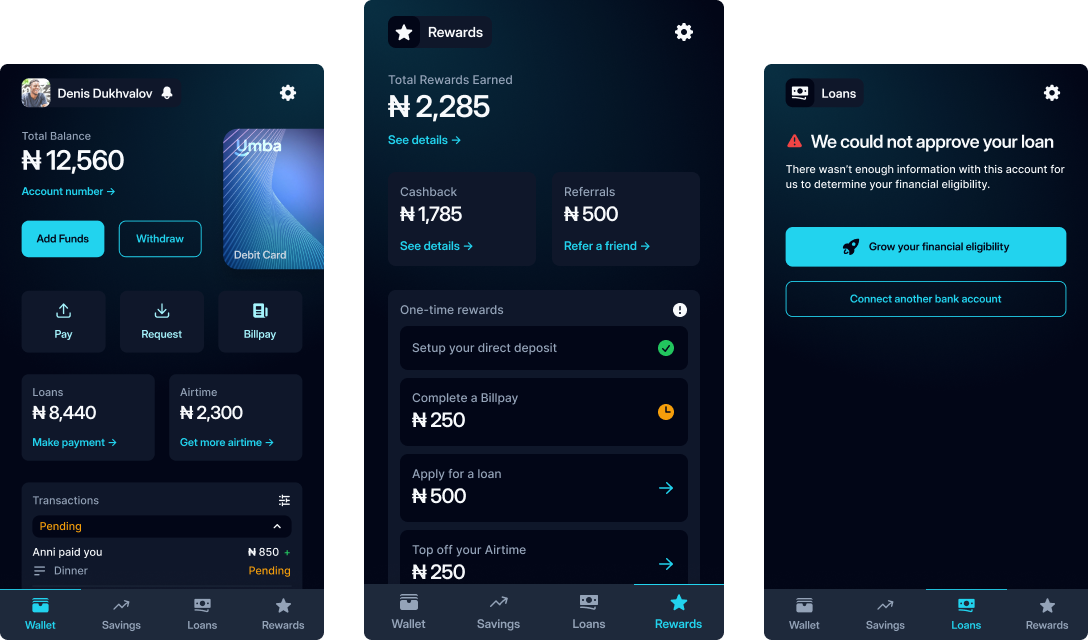 Denis Dukhvalov
Total Balance
₦ 12,560
Account number →
Add Funds
Withdraw
Umba
Debit Card
Pay
Request
Billpay
Loans
₦ 8,440
Make payment →
Airtime
₦ 2,300
Get more airtime →
Transactions
Pending
Anni paid you
₦ 850 +
Dinner
Pending
Wallet
Savings
Loans
Rewards
Rewards
Total Rewards Earned
₦ 2,285
See details →
Cashback
₦ 1,785
See details →
Referrals
₦ 500
Refer a friend →
One-time rewards
Setup your direct deposit
Complete a Billpay
₦ 250
Apply for a loan
₦ 500
Top off your Airtime
₦ 250
Wallet
Savings
Loans
Rewards
Loans
We could not approve your loan
There wasn't enough information with this account for
us to determine your financial eligibility.
Grow your financial eligibility
Connect another bank account
Wallet
Savings
Loans
Rewards